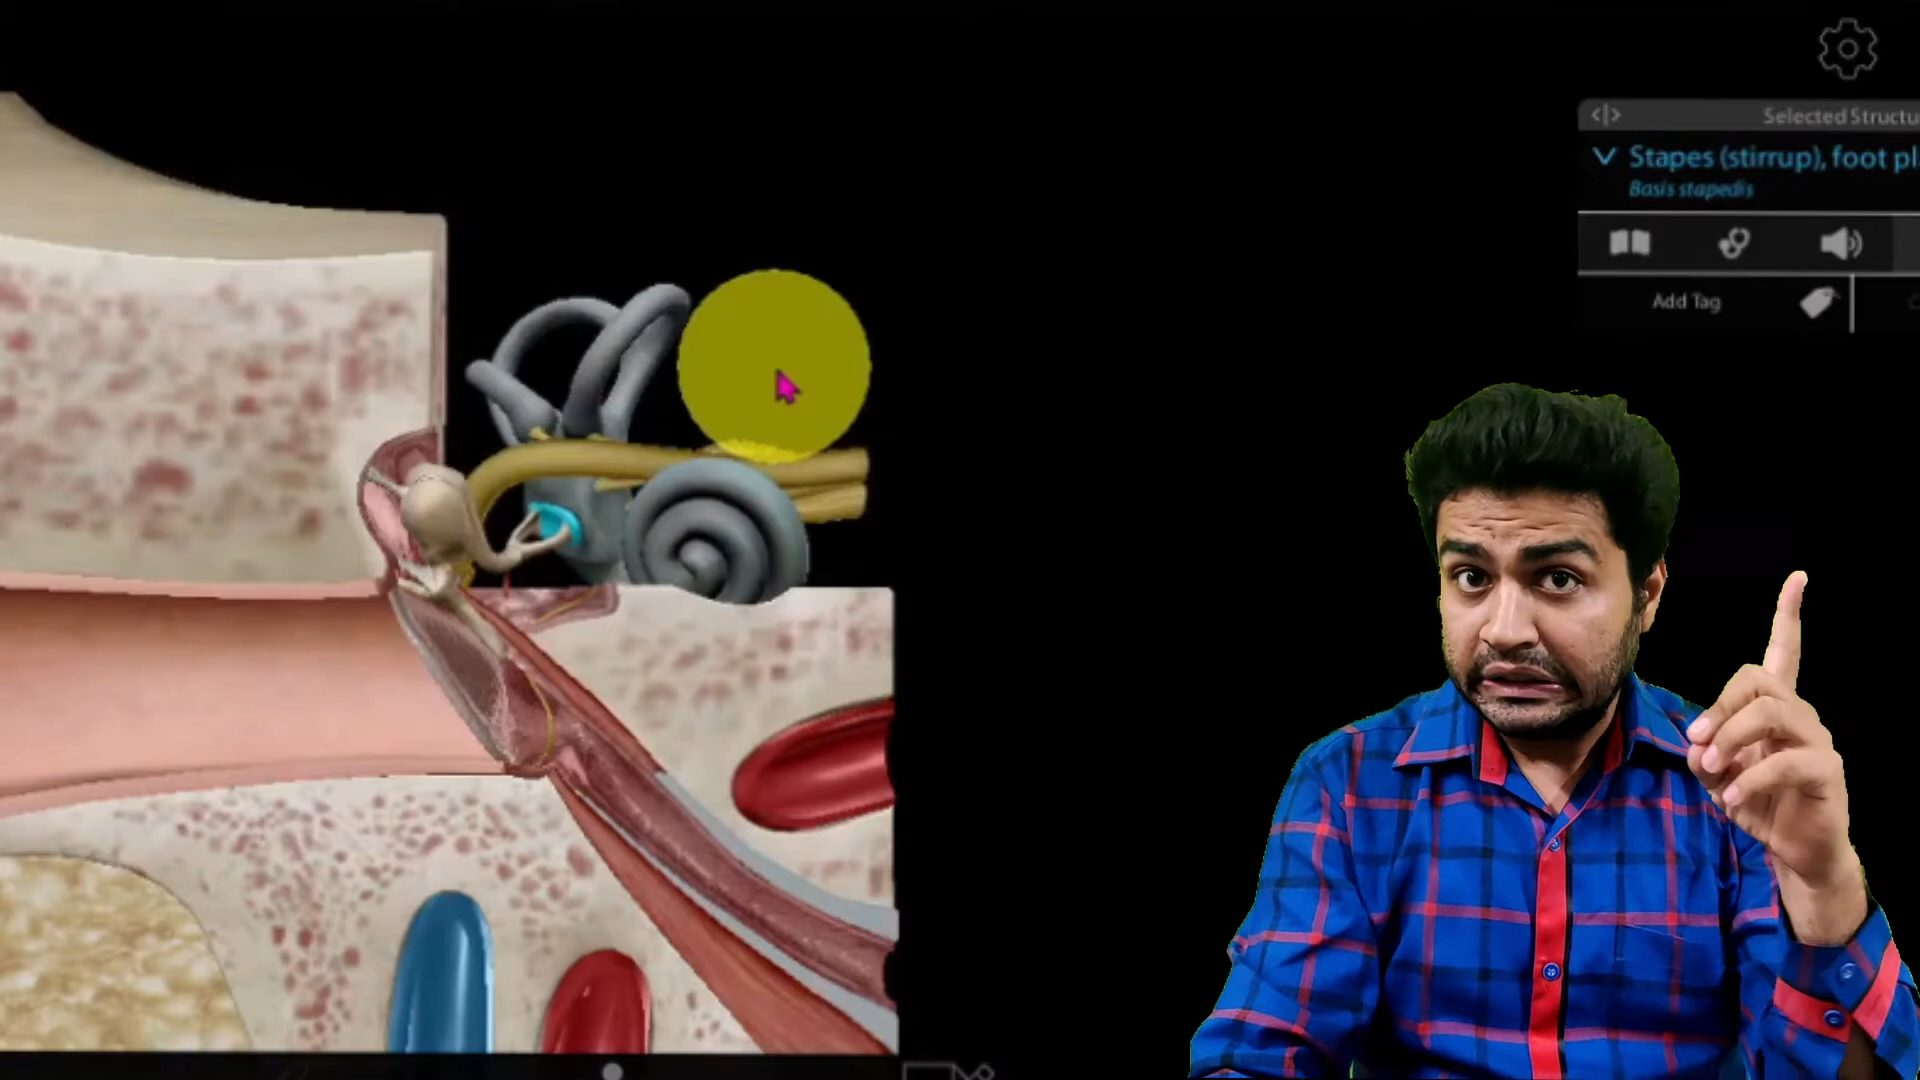 Selected Structu
Stapes (stirrup), foot pl
Basis stapedis
Add Tag